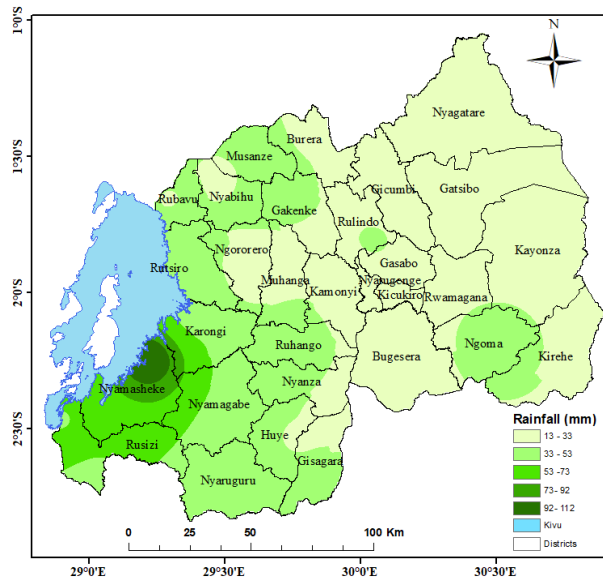 1°0'S
N
Nyagatare
Burera
1°30'S
Musanze
Gicumbi
Gatsibo
Rubavu
Nyabihu
Gakenke
Rulindo
Ngororero
Gasabo
Kayonza
Rutsiro
Muhanga
Nyarugenge
2°0'S
Kamonyi
Kicukiro
Rwamagana
Karongi
Ruhango
Ngoma
Bugesera
Kirehe
Nyamasheke
Nyanza
Nyamagabe
Rainfall (mm)
2°30'S
Huye
13 - 33
Rusizi
Gisagara
33 - 53
Nyaruguru
53 -73
73- 92
92- 112
Kivu
Districts
0 25 50 100 Km
29°0'E 29°30'E 30°0'E 30°30'E